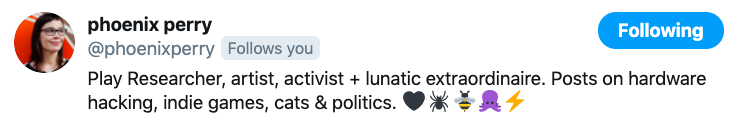 phoenix perry
@phoenixperry Follows you
Following
Play Researcher, artist, activist + lunatic extraordinaire. Posts on hardware
hacking, indie games, cats & politics. 🖤🕷🐝🐙⚡